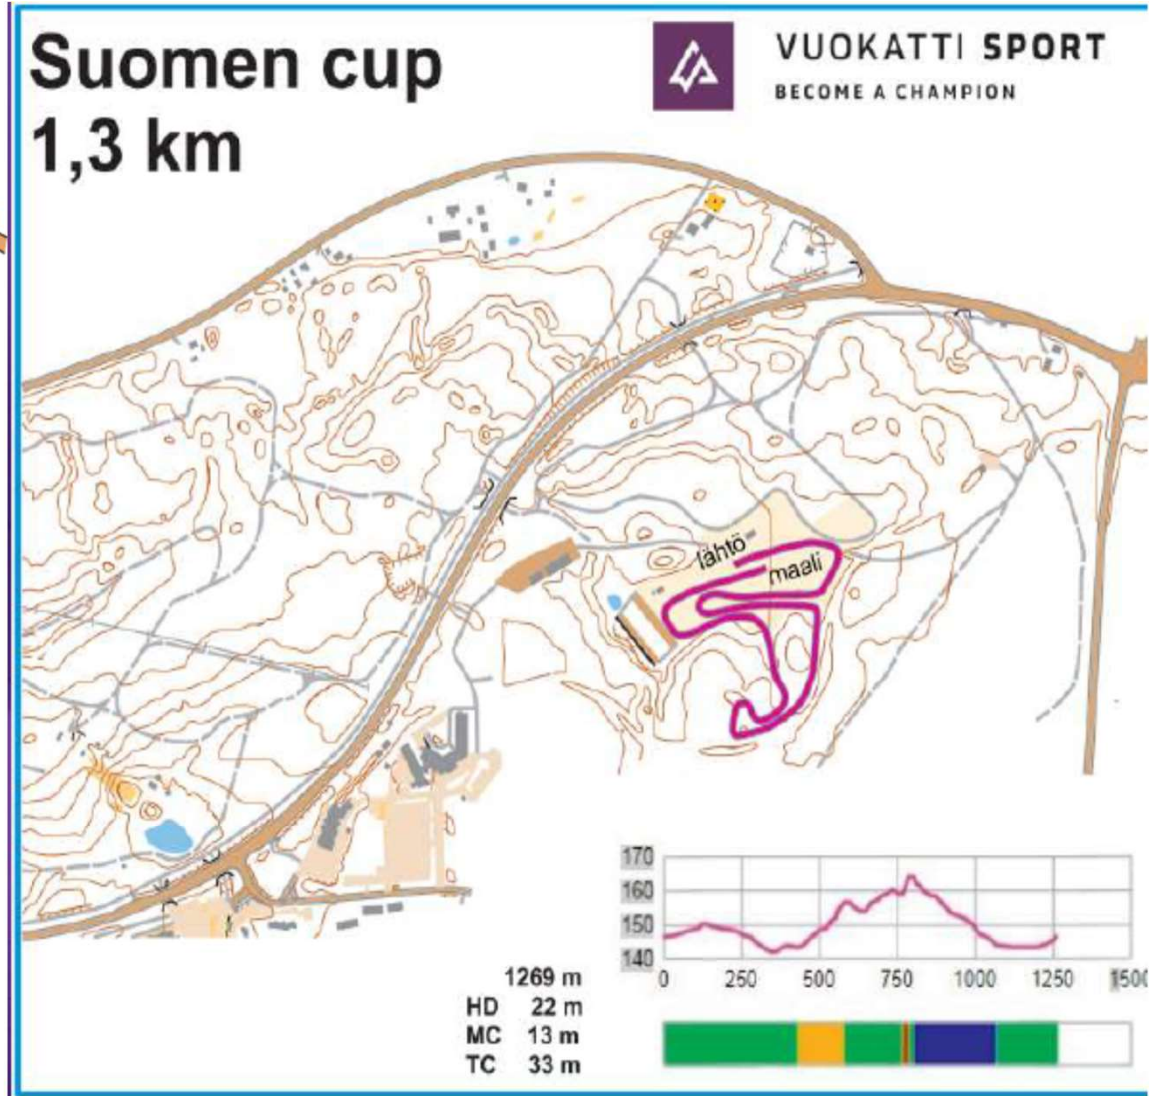 Suomen cup
1,3 km
VUOKATTI SPORT
BECOME A CHAMPION
lähtö
maali
170
160
150
140
0 250 500 750 1000 1250 1500
1269 m
HD 22 m
MC 13 m
TC 33 m